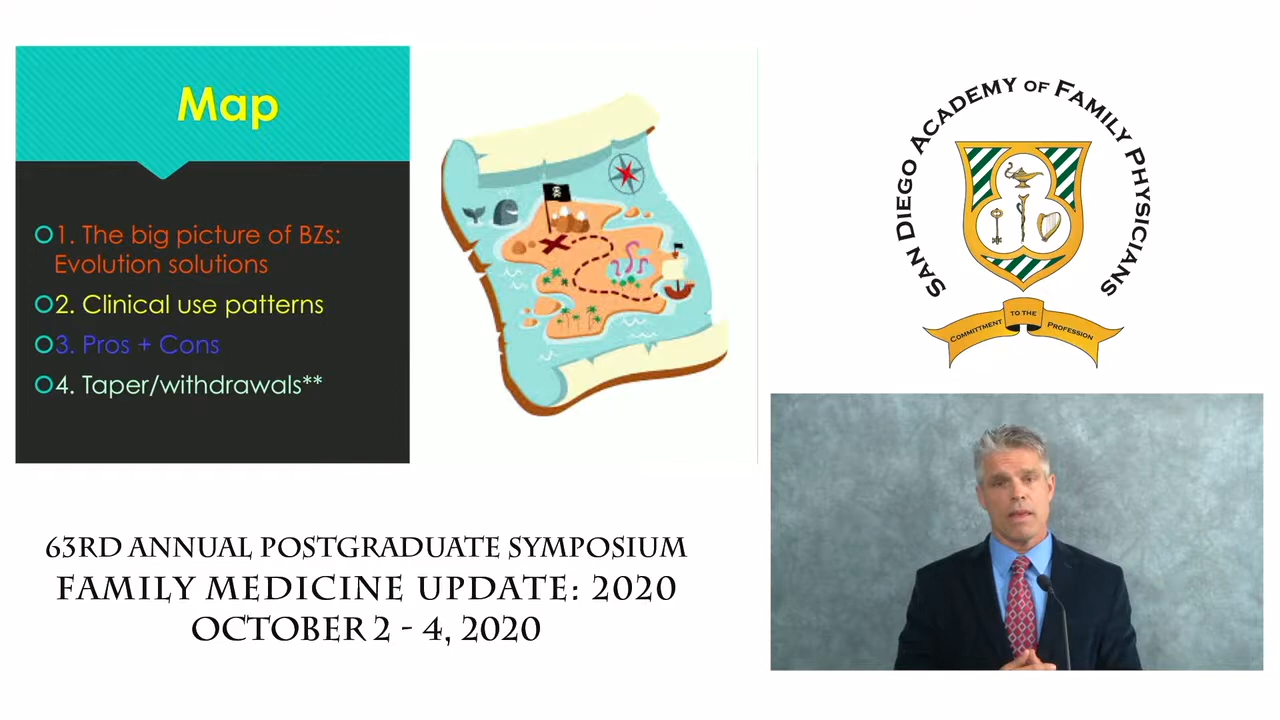 Map
1. The big picture of BZs:
Evolution solutions
2. Clinical use patterns
3. Pros + Cons
4. Taper/withdrawals**
SAN DIEGO ACADEMY OF FAMILY PHYSICIANS
COMMITTMENT TO THE PROFESSION
63RD ANNUAL POSTGRADUATE SYMPOSIUM
FAMILY MEDICINE UPDATE: 2020
OCTOBER 2 - 4, 2020